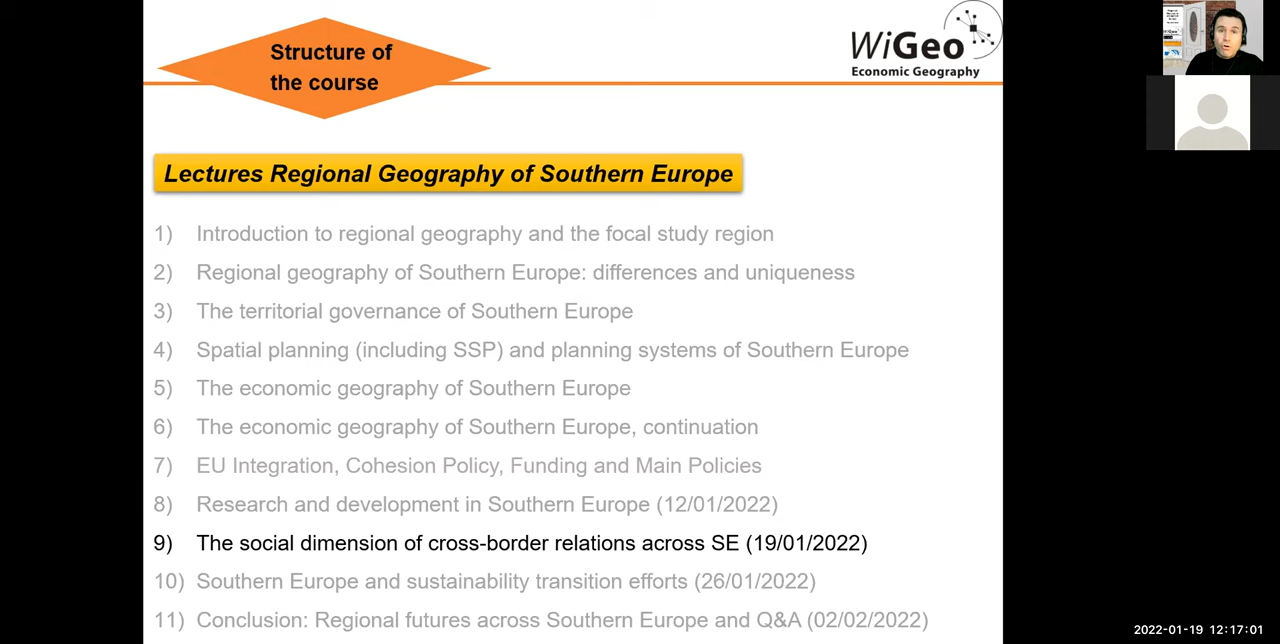 Structure of
the course
WiGeo
Economic Geography
Lectures Regional Geography of Southern Europe
1) Introduction to regional geography and the focal study region
2) Regional geography of Southern Europe: differences and uniqueness
3) The territorial governance of Southern Europe
4) Spatial planning (including SSP) and planning systems of Southern Europe
5) The economic geography of Southern Europe
6) The economic geography of Southern Europe, continuation
7) EU Integration, Cohesion Policy, Funding and Main Policies
8) Research and development in Southern Europe (12/01/2022)
9) The social dimension of cross-border relations across SE (19/01/2022)
10) Southern Europe and sustainability transition efforts (26/01/2022)
11) Conclusion: Regional futures across Southern Europe and Q&A (02/02/2022)
2022-01-19 12:17:01